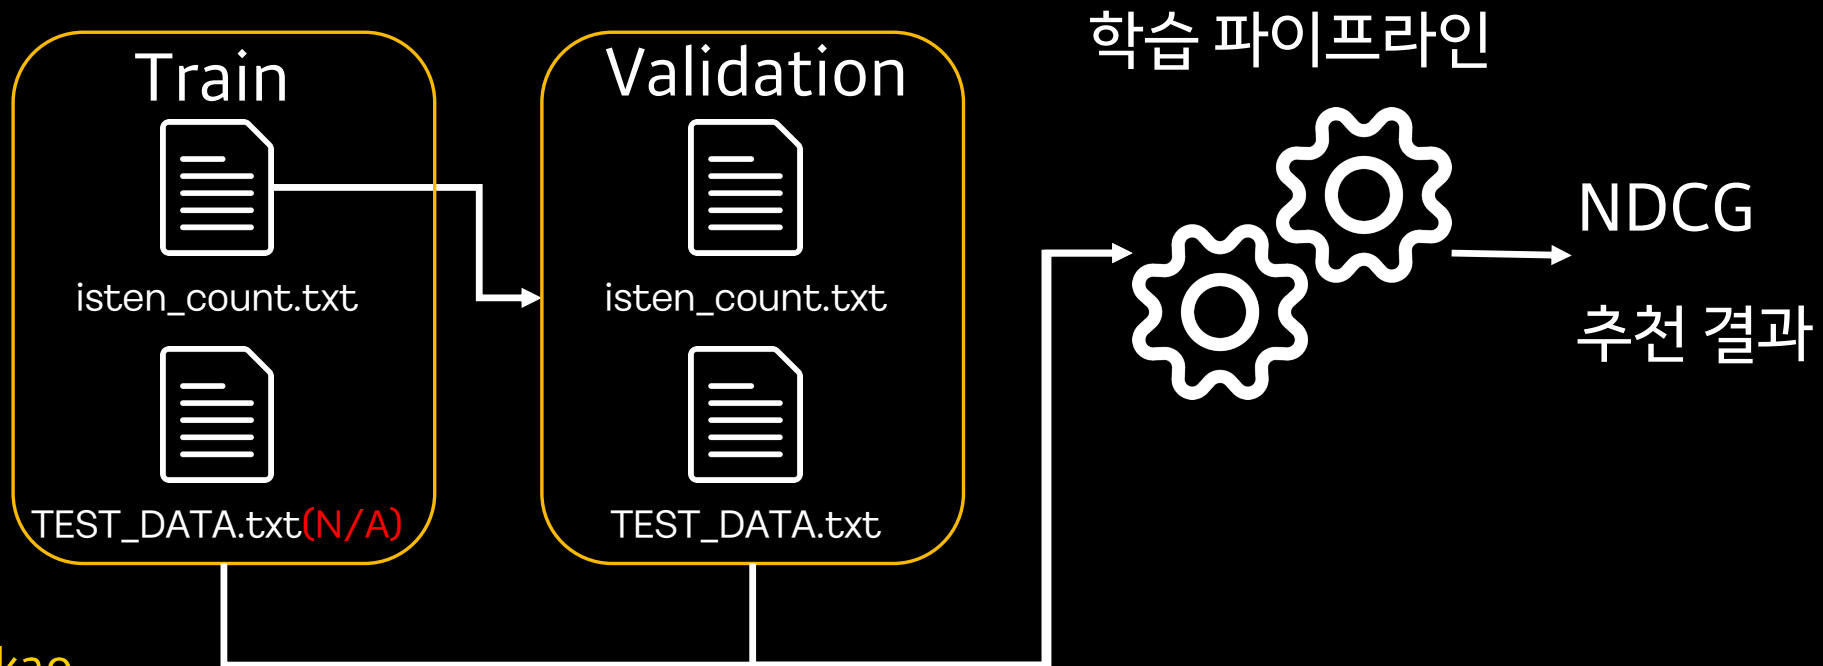 Train
isten_count.txt
TEST_DATA.txt(N/A)
Validation
isten_count.txt
TEST_DATA.txt
학습 파이프라인
NDCG
추천 결과